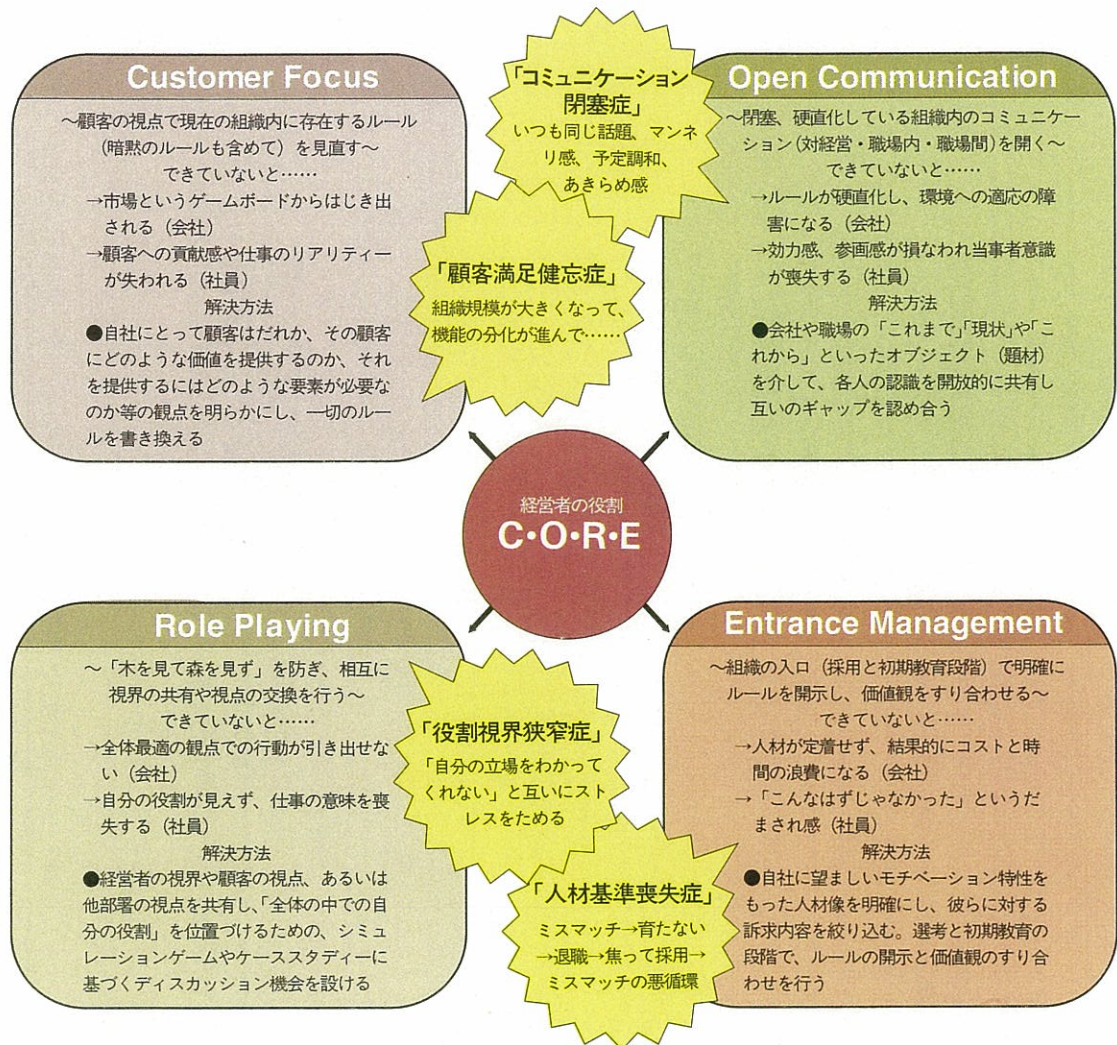 Customer Focus
～顧客の視点で現在の組織内に存在するルール
（暗黙のルールも含めて）を見直す～
できていないと……
→市場というゲームボードからはじき出
される（会社）
→顧客への貢献感や仕事のリアリティー
が失われる（社員）
解決方法
●自社にとって顧客はだれか、その顧客
にどのような価値を提供するのか、それ
を提供するにはどのような要素が必要な
のか等の観点を明らかにし、一切のルー
ルを書き換える
「コミュニケーション
閉塞症」
いつも同じ話題、マンネ
リ感、予定調和、
あきらめ感
「顧客満足健忘症」
組織規模が大きくなって、
機能の分化が進んで……
Open Communication
～閉塞、硬直化している組織内のコミュニケー
ション（対経営・職場内・職場間）を開く～
できていないと……
→ルールが硬直化し、環境への適応の障
害になる（会社）
→効力感、参画感が損なわれ当事者意識
が喪失する（社員）
解決方法
●会社や職場の「これまで」「現状」や「こ
れから」といったオブジェクト（題材）
を介して、各人の認識を開放的に共有し
互いのギャップを認め合う
経営者の役割
C・O・R・E
Role Playing
～「木を見て森を見ず」を防ぎ、相互に
視界の共有や視点の交換を行う～
できていないと……
→全体最適の観点での行動が引き出せな
い（会社）
→自分の役割が見えず、仕事の意味を喪
失する（社員）
解決方法
●経営者の視界や顧客の視点、あるいは
他部署の視点を共有し、「全体の中での自
分の役割」を位置づけるための、シミュ
レーションゲームやケーススタディーに
基づくディスカッション機会を設ける
「役割視界狭窄症」
「自分の立場をわかって
くれない」と互いにスト
レスをためる
「人材基準喪失症」
ミスマッチ→育たない
→退職→焦って採用→
ミスマッチの悪循環
Entrance Management
～組織の入口（採用と初期教育段階）で明確に
ルールを開示し、価値観をすり合わせる～
できていないと……
→人材が定着せず、結果的にコストと時
間の浪費になる（会社）
→「こんなはずじゃなかった」というだ
まされ感（社員）
解決方法
●自社に望ましいモチベーション特性を
もった人材像を明確にし、彼らに対する
訴求内容を絞り込む。選考と初期教育の
段階で、ルールの開示と価値観のすり合
わせを行う